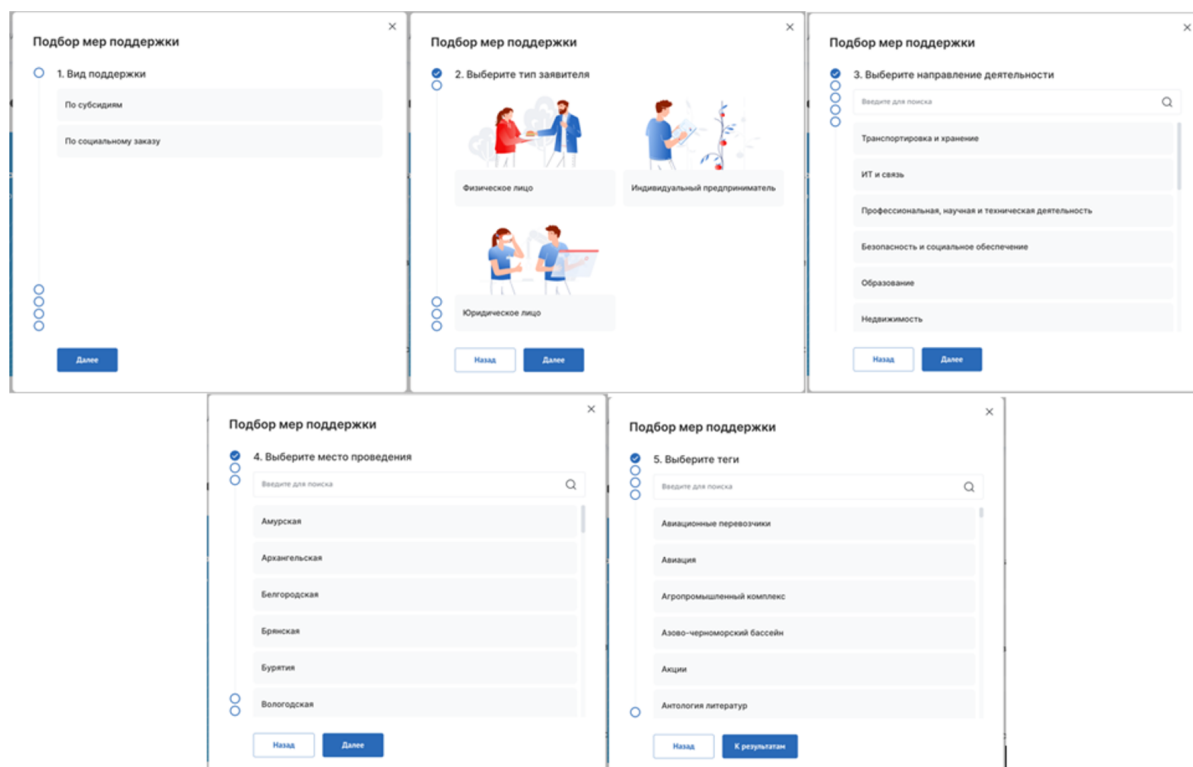 Подбор мер поддержки
1. Вид поддержки
По субсидиям
По социальному заказу
Далее
Подбор мер поддержки
2. Выберите тип заявителя
Физическое лицо
Индивидуальный предприниматель
Юридическое лицо
Назад
Далее
Подбор мер поддержки
3. Выберите направление деятельности
Введите для поиска
Транспортировка и хранение
ИТ и связь
Профессиональная, научная и техническая деятельность
Безопасность и социальное обеспечение
Образование
Недвижимость
Назад
Далее
Подбор мер поддержки
4. Выберите место проведения
Введите для поиска
Амурская
Архангельская
Белгородская
Брянская
Бурятия
Вологодская
Назад
Далее
Подбор мер поддержки
5. Выберите теги
Введите для поиска
Авиационные перевозчики
Авиация
Агропромышленный комплекс
Азово-черноморский бассейн
Акции
Антология литератур
Назад
К результатам